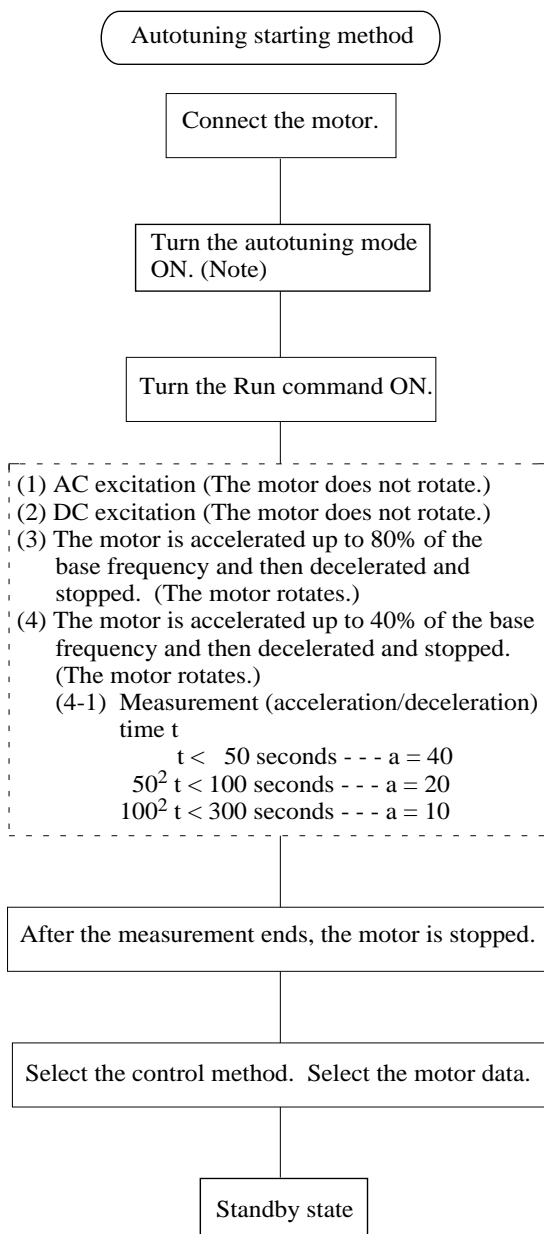 Autotuning starting method
Connect the motor.
Turn the autotuning mode
ON. (Note)
Turn the Run command ON.
(1) AC excitation (The motor does not rotate.)
(2) DC excitation (The motor does not rotate.)
(3) The motor is accelerated up to 80% of the
base frequency and then decelerated and
stopped.  (The motor rotates.)
(4) The motor is accelerated up to 40% of the base
frequency and then decelerated and stopped.
(The motor rotates.)
(4-1)  Measurement (acceleration/deceleration)
time t
t <   50 seconds - - - a = 40
50² t < 100 seconds - - - a = 20
100² t < 300 seconds - - - a = 10
After the measurement ends, the motor is stopped.
Select the control method.  Select the motor data.
Standby state